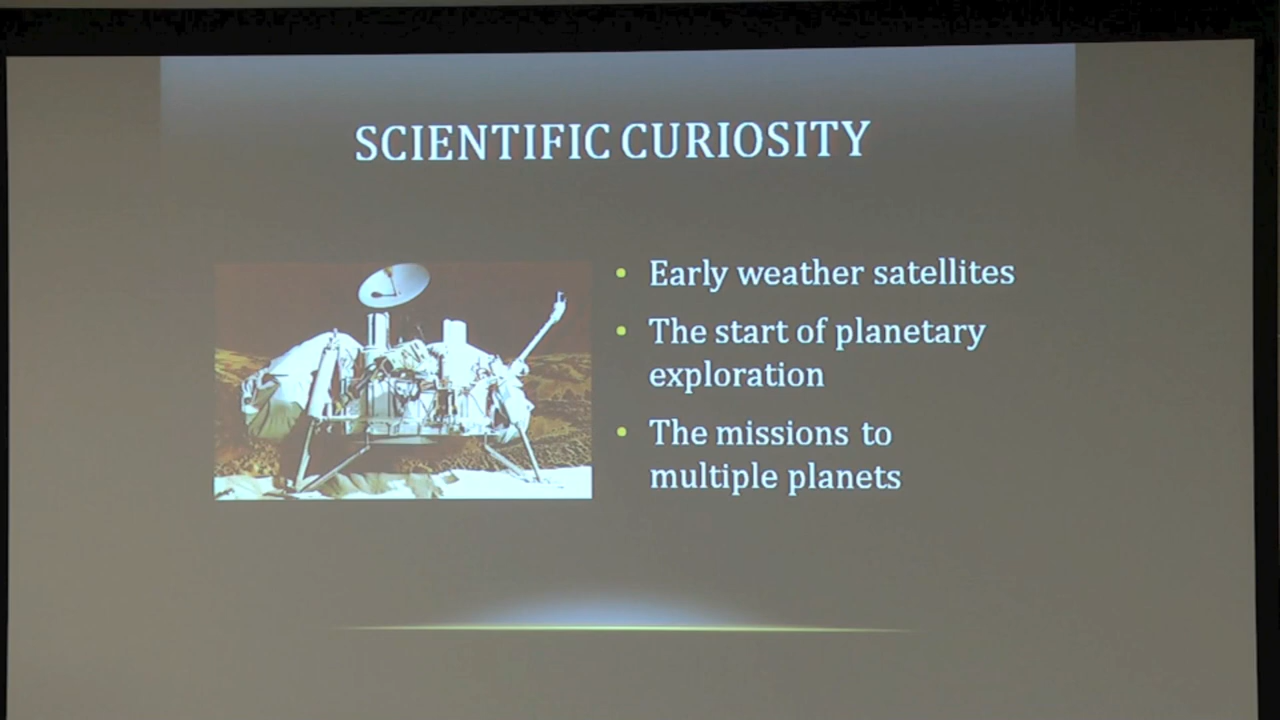 SCIENTIFIC CURIOSITY
• Early weather satellites
• The start of planetary
exploration
• The missions to
multiple planets